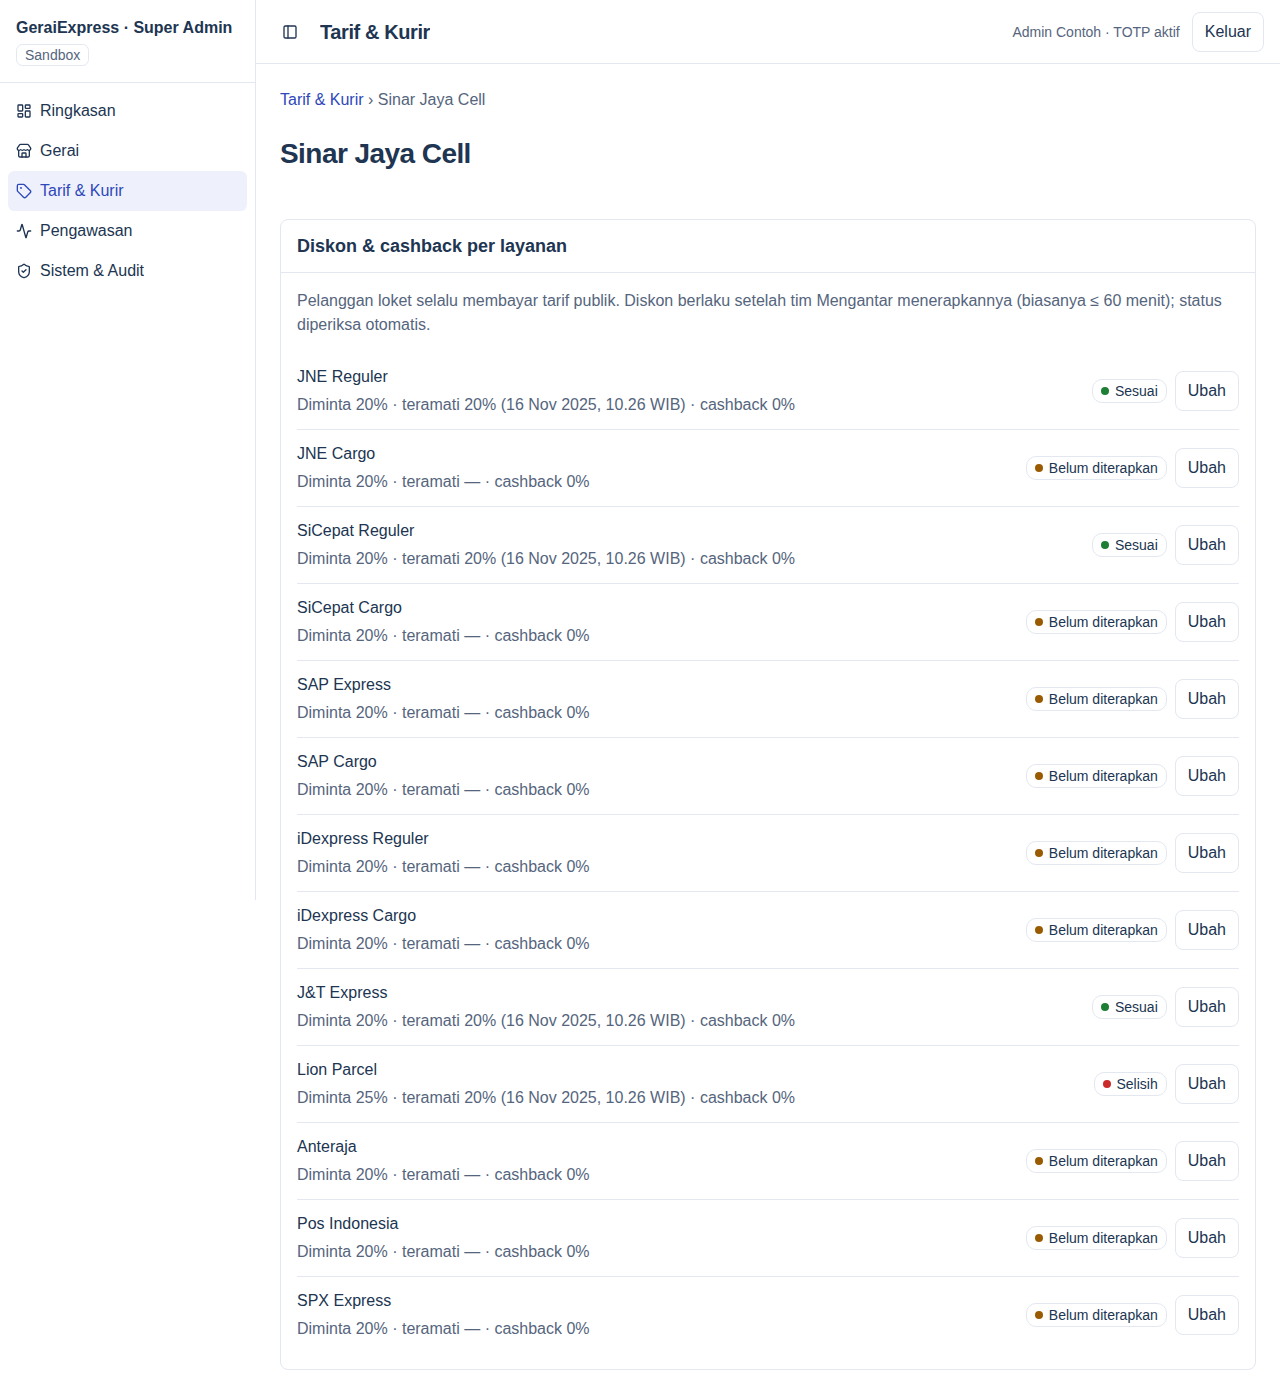 GeraiExpress · Super Admin
Sandbox
Ringkasan
Gerai
Tarif & Kurir
Pengawasan
Sistem & Audit
Tarif & Kurir
Admin Contoh · TOTP aktif
Keluar
Tarif & Kurir › Sinar Jaya Cell
Sinar Jaya Cell
Diskon & cashback per layanan
Pelanggan loket selalu membayar tarif publik. Diskon berlaku setelah tim Mengantar menerapkannya (biasanya ≤ 60 menit); status
diperiksa otomatis.
JNE Reguler
Diminta 20% · teramati 20% (16 Nov 2025, 10.26 WIB) · cashback 0%
Sesuai
Ubah
JNE Cargo
Diminta 20% · teramati — · cashback 0%
Belum diterapkan
Ubah
SiCepat Reguler
Diminta 20% · teramati 20% (16 Nov 2025, 10.26 WIB) · cashback 0%
Sesuai
Ubah
SiCepat Cargo
Diminta 20% · teramati — · cashback 0%
Belum diterapkan
Ubah
SAP Express
Diminta 20% · teramati — · cashback 0%
Belum diterapkan
Ubah
SAP Cargo
Diminta 20% · teramati — · cashback 0%
Belum diterapkan
Ubah
iDexpress Reguler
Diminta 20% · teramati — · cashback 0%
Belum diterapkan
Ubah
iDexpress Cargo
Diminta 20% · teramati — · cashback 0%
Belum diterapkan
Ubah
J&T Express
Diminta 20% · teramati 20% (16 Nov 2025, 10.26 WIB) · cashback 0%
Sesuai
Ubah
Lion Parcel
Diminta 25% · teramati 20% (16 Nov 2025, 10.26 WIB) · cashback 0%
Selisih
Ubah
Anteraja
Diminta 20% · teramati — · cashback 0%
Belum diterapkan
Ubah
Pos Indonesia
Diminta 20% · teramati — · cashback 0%
Belum diterapkan
Ubah
SPX Express
Diminta 20% · teramati — · cashback 0%
Belum diterapkan
Ubah